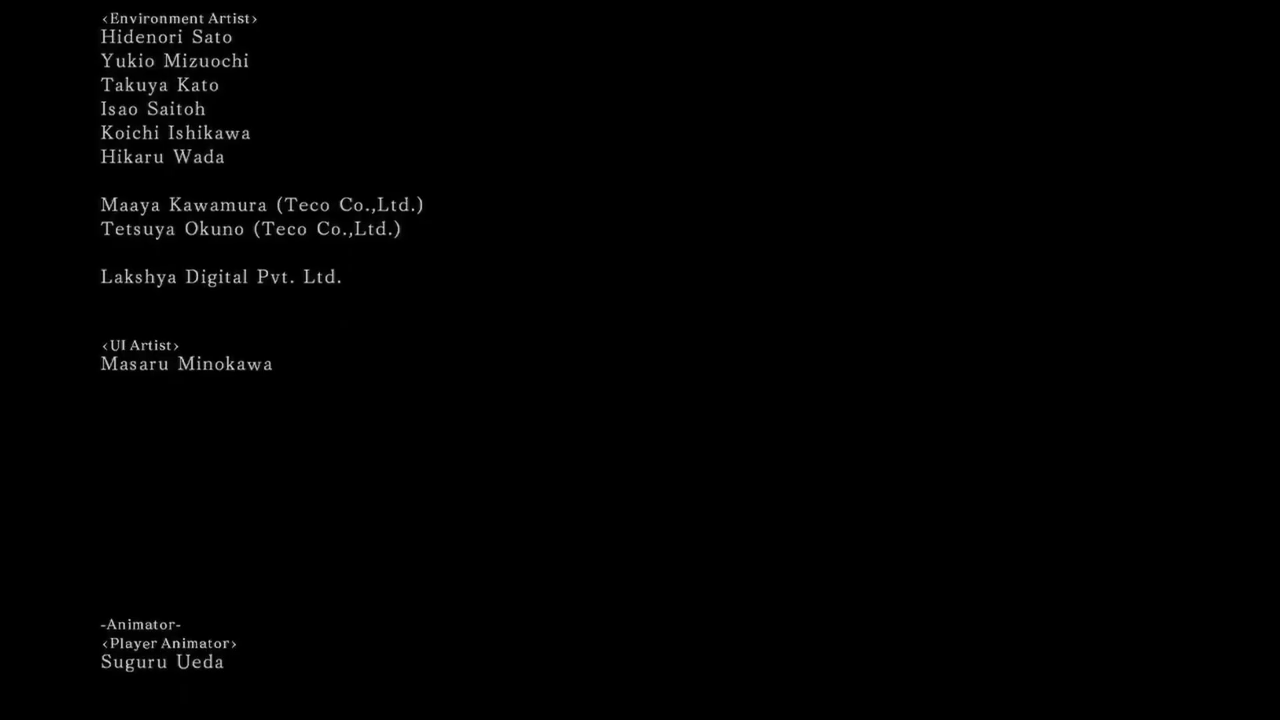 <Environment Artist>
Hidenori Sato
Yukio Mizuochi
Takuya Kato
Isao Saitoh
Koichi Ishikawa
Hikaru Wada
Maaya Kawamura (Teco Co.,Ltd.)
Tetsuya Okuno (Teco Co.,Ltd.)
Lakshya Digital Pvt. Ltd.
<UI Artist>
Masaru Minokawa
-Animator-
<Player Animator>
Suguru Ueda